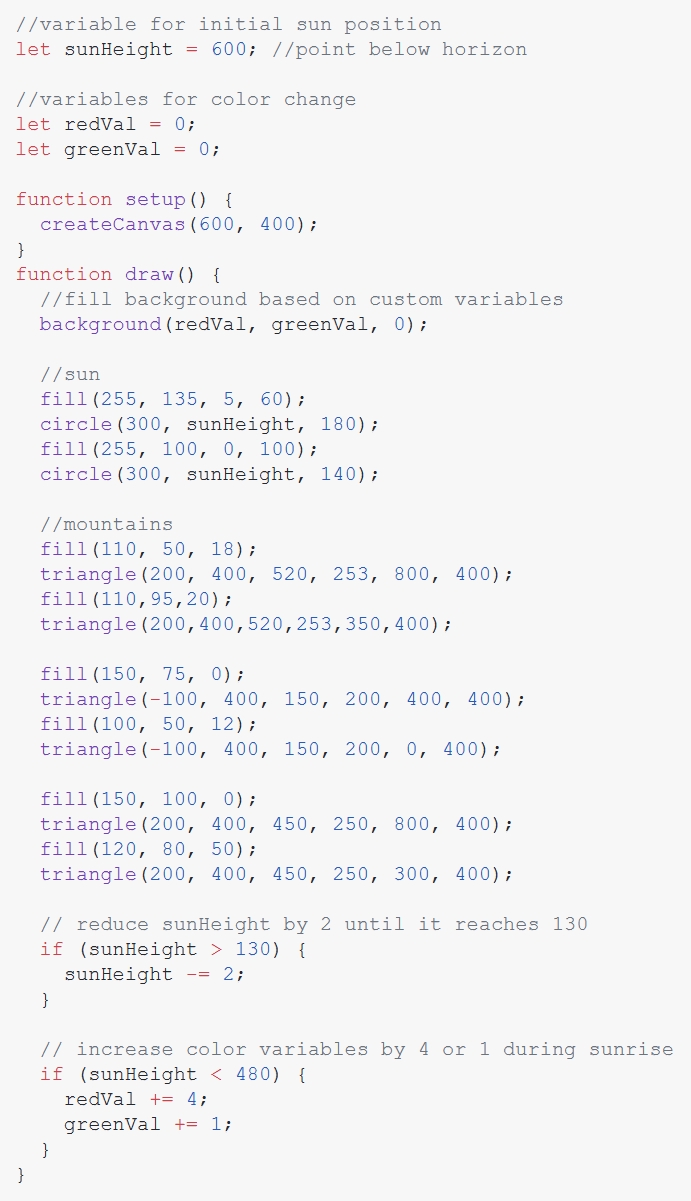 //variable for initial sun position
let sunHeight = 600; //point below horizon
//variables for color change
let redVal = 0;
let greenVal = 0;
function setup() {
  createCanvas(600, 400);
}
function draw() {
  //fill background based on custom variables
  background(redVal, greenVal, 0);
  //sun
  fill(255, 135, 5, 60);
  circle(300, sunHeight, 180);
  fill(255, 100, 0, 100);
  circle(300, sunHeight, 140);
  //mountains
  fill(110, 50, 18);
  triangle(200, 400, 520, 253, 800, 400);
  fill(110,95,20);
  triangle(200,400,520,253,350,400);
  fill(150, 75, 0);
  triangle(-100, 400, 150, 200, 400, 400);
  fill(100, 50, 12);
  triangle(-100, 400, 150, 200, 0, 400);
  fill(150, 100, 0);
  triangle(200, 400, 450, 250, 800, 400);
  fill(120, 80, 50);
  triangle(200, 400, 450, 250, 300, 400);
  // reduce sunHeight by 2 until it reaches 130
  if (sunHeight > 130) {
    sunHeight -= 2;
  }
  // increase color variables by 4 or 1 during sunrise
  if (sunHeight < 480) {
    redVal += 4;
    greenVal += 1;
  }
}